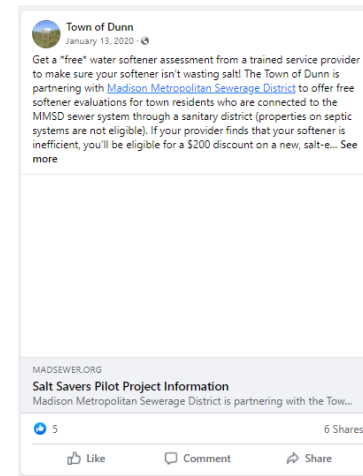 Town of Dunn
January 13, 2020 ·
Get a *free* water softener assessment from a trained service provider
to make sure your softener isn't wasting salt! The Town of Dunn is
partnering with Madison Metropolitan Sewerage District to offer free
softener evaluations for town residents who are connected to the
MMSD sewer system through a sanitary district (properties on septic
systems are not eligible). If your provider finds that your softener is
inefficient, you'll be eligible for a $200 discount on a new, salt-e... See
more
MADSEWER.ORG
Salt Savers Pilot Project Information
Madison Metropolitan Sewerage District is partnering with the Tow...
5 6 Shares
Like Comment Share